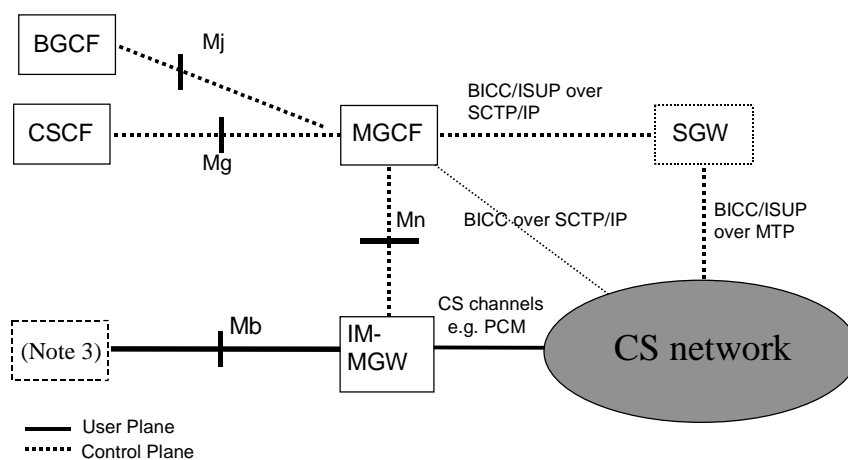 BGCF
Mj
BICC/ISUP over
SCTP/IP
CSCF
MGCF
SGW
Mg
BICC/ISUP
over MTP
Mn
BICC over SCTP/IP
CS channels
e.g. PCM
Mb
IM-
MGW
(Note 3)
CS network
User Plane
Control Plane